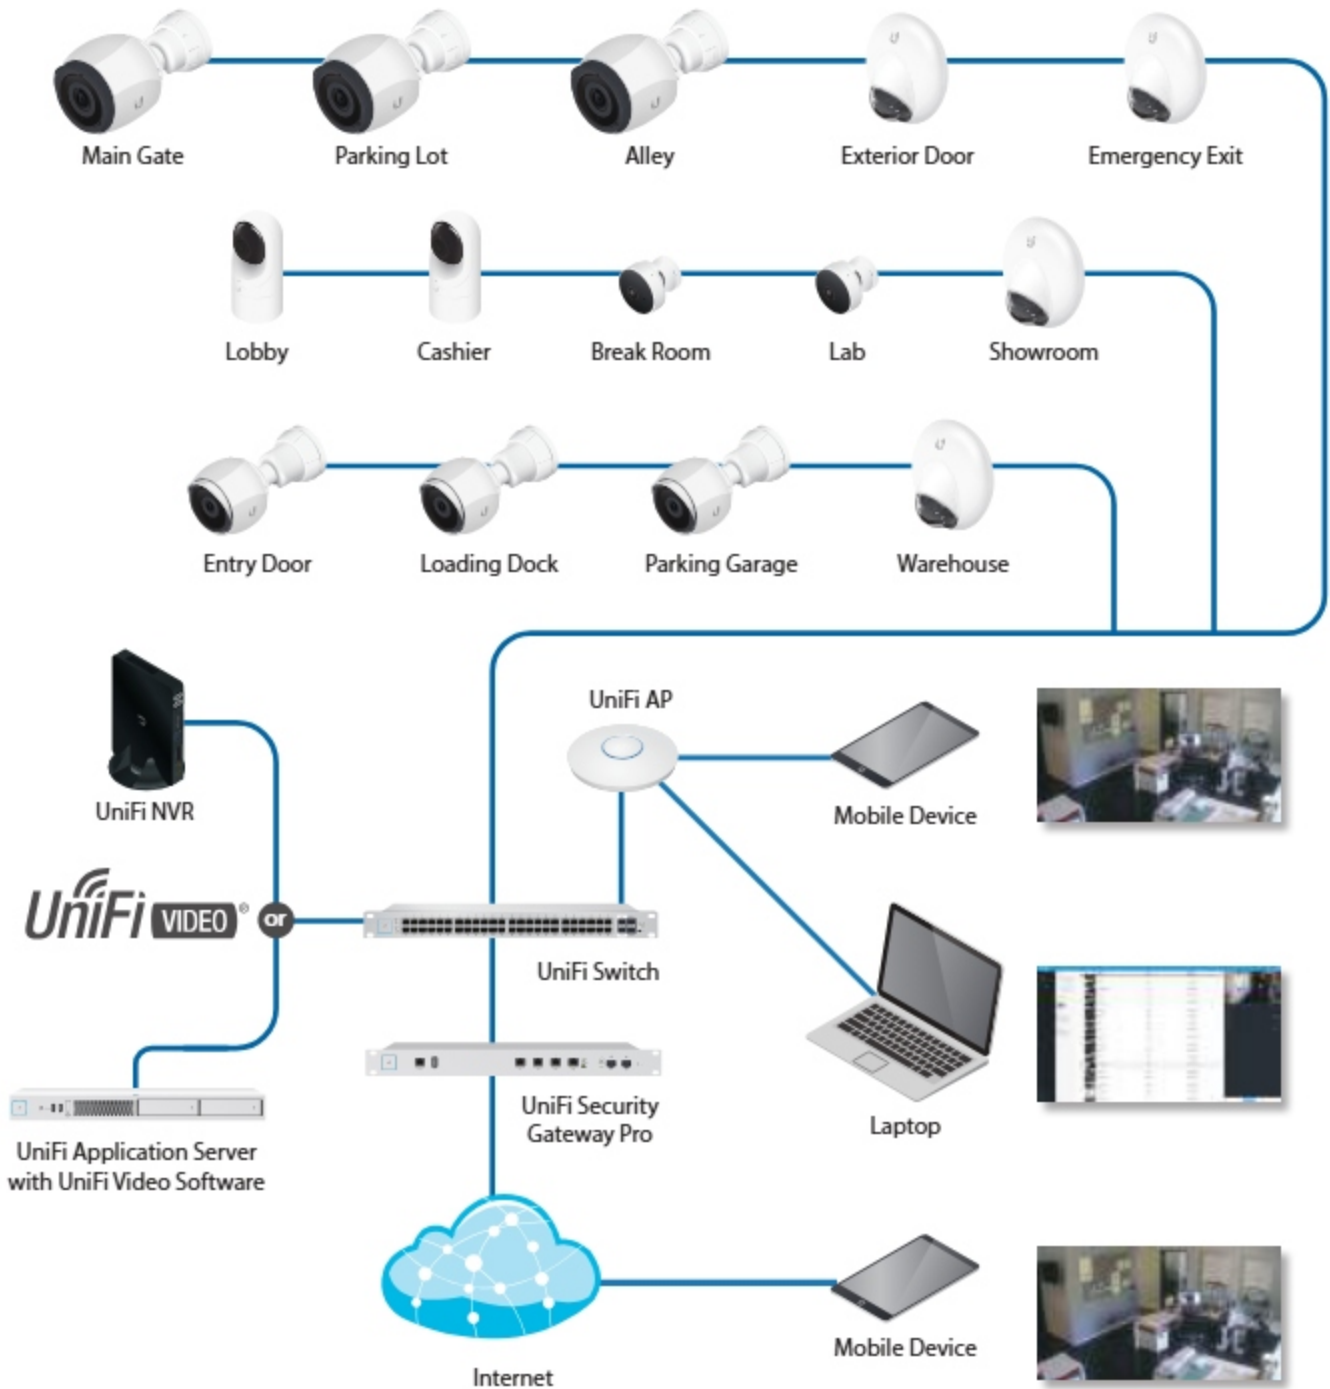 Main Gate
Parking Lot
Alley
Exterior Door
Emergency Exit
Lobby
Cashier
Break Room
Lab
Showroom
Entry Door
Loading Dock
Parking Garage
Warehouse
UniFi NVR
UniFi AP
Mobile Device
UniFi VIDEO®
or
UniFi Switch
UniFi Security
Gateway Pro
Laptop
UniFi Application Server
with UniFi Video Software
Internet
Mobile Device